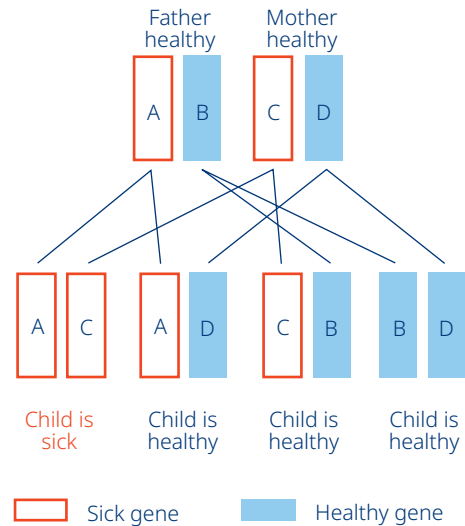 Father
healthy
Mother
healthy
A
B
C
D
A
C
A
D
C
B
B
D
Child is
sick
Child is
healthy
Child is
healthy
Child is
healthy
Sick gene
Healthy gene